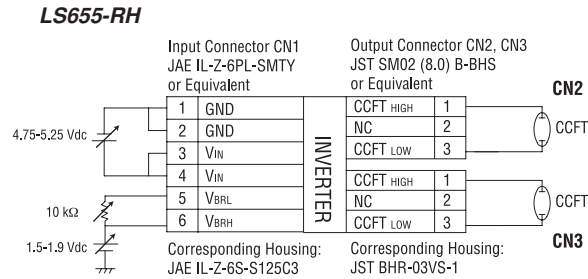 LS655-RH
Input Connector CN1
JAE IL-Z-6PL-SMTY
or Equivalent
Output Connector CN2, CN3
JST SM02 (8.0) B-BHS
or Equivalent
CN2
1 GND
2 GND
3 VIN
4 VIN
5 VBRL
6 VBRH
4.75-5.25 Vdc
10 kΩ
1.5-1.9 Vdc
INVERTER
CCFT HIGH 1
NC 2
CCFT LOW 3
CCFT
CCFT HIGH 1
NC 2
CCFT LOW 3
CCFT
CN3
Corresponding Housing:
JAE IL-Z-6S-S125C3
Corresponding Housing:
JST BHR-03VS-1